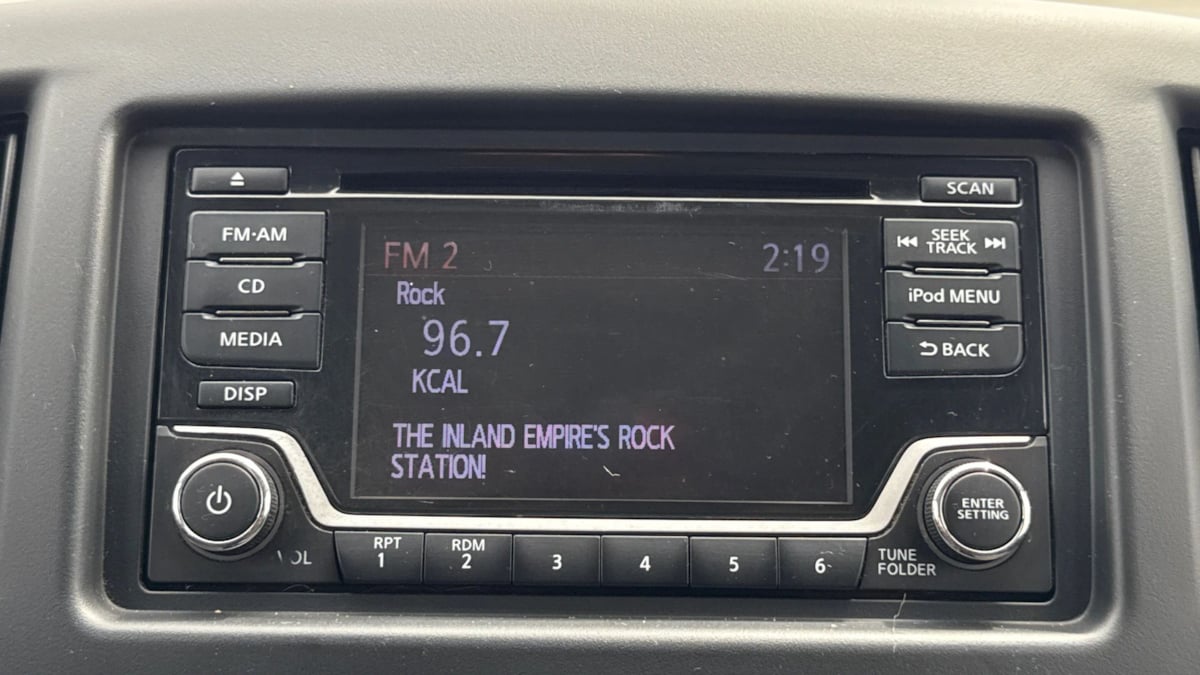 SCAN
FM·AM
CD
MEDIA
DISP
FM 2 2:19
Rock
96.7
KCAL
THE INLAND EMPIRE'S ROCK
STATION!
SEEK
TRACK
iPod MENU
BACK
VOL
RPT
1
RDM
2
3
4
5
6
TUNE
FOLDER
ENTER
SETTING